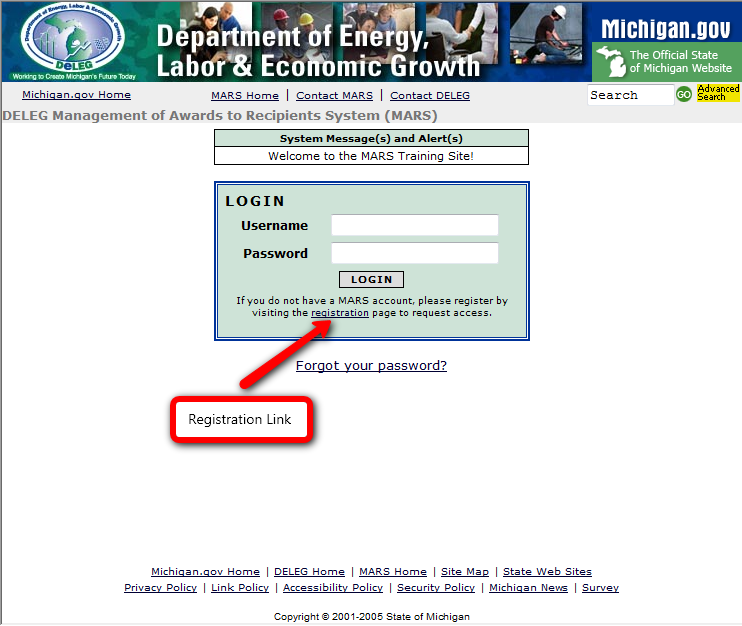 Department of Energy, Labor & Economic Growth
DeLEG
Working to Create Michigan's Future Today
Department of Energy,
Labor & Economic Growth
Michigan.gov
The Official State
of Michigan Website
Michigan.gov Home
MARS Home | Contact MARS | Contact DELEG
Search
GO
Advanced
Search
DELEG Management of Awards to Recipients System (MARS)
System Message(s) and Alert(s)
Welcome to the MARS Training Site!
LOGIN
Username
Password
LOGIN
If you do not have a MARS account, please register by
visiting the registration page to request access.
Forgot your password?
Registration Link
Michigan.gov Home | DELEG Home | MARS Home | Site Map | State Web Sites
Privacy Policy | Link Policy | Accessibility Policy | Security Policy | Michigan News | Survey
Copyright © 2001-2005 State of Michigan